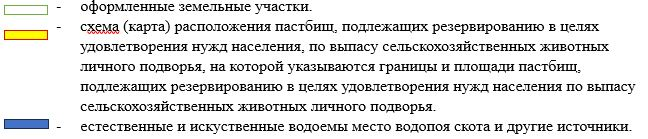 - оформленные земельные участки.
- схема (карта) расположения пастбищ, подлежащих резервированию в целях
удовлетворения нужд населения, по выпасу сельскохозяйственных животных
личного подворья, на которой указываются границы и площади пастбищ,
подлежащих резервированию в целях удовлетворения нужд населения по выпасу
сельскохозяйственных животных личного подворья.
- естественные и искуственные водоемы место водопоя скота и другие источники.